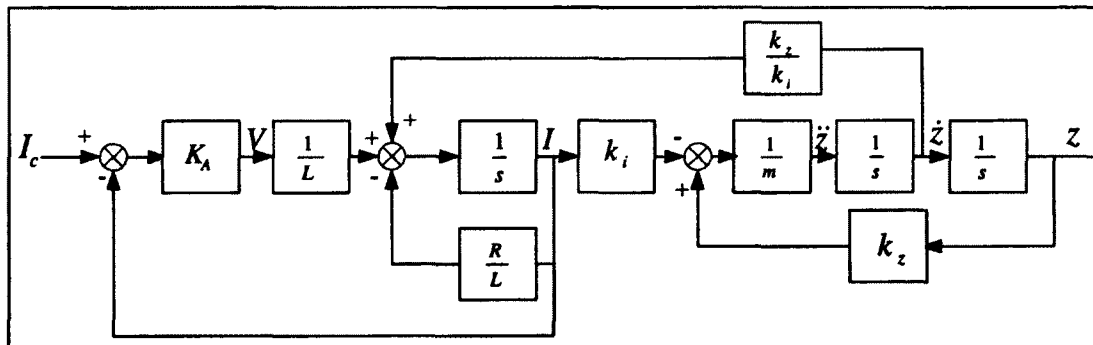 k_z / k_i
+
+
I_c + - K_A V 1/L + - 1/s I k_i - + 1/m z̈ 1/s ż 1/s z
R/L
k_z